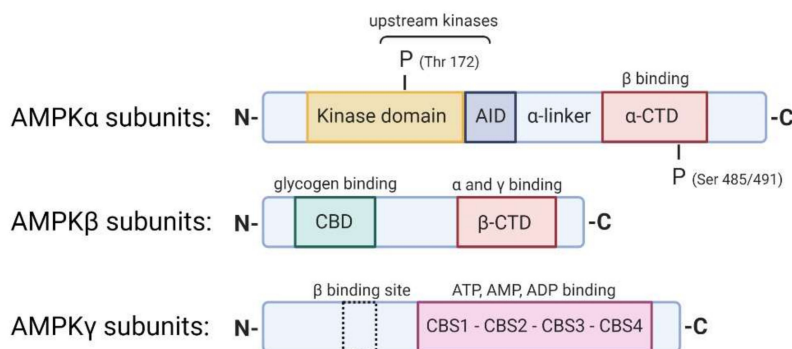 upstream kinases
P (Thr 172)
β binding
AMPKα subunits: N- Kinase domain AID α-linker α-CTD -C
P (Ser 485/491)
glycogen binding α and γ binding
AMPKβ subunits: N- CBD β-CTD -C
β binding site ATP, AMP, ADP binding
AMPKγ subunits: N- CBS1 - CBS2 - CBS3 - CBS4 -C